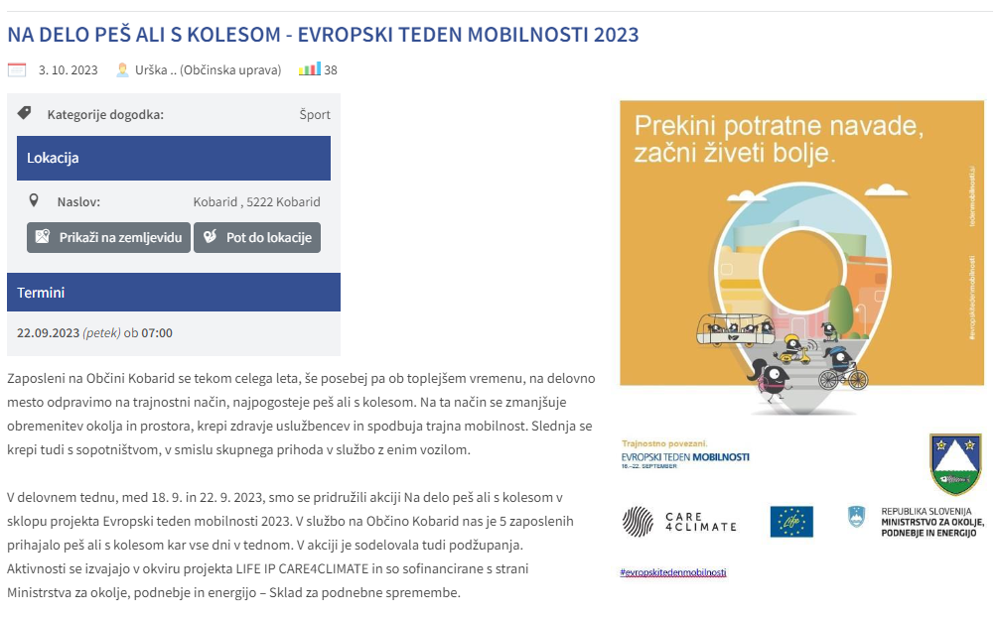 NA DELO PEŠ ALI S KOLESOM - EVROPSKI TEDEN MOBILNOSTI 2023
3. 10. 2023 Urška .. (Občinska uprava) 38
Kategorije dogodka: Šport
Lokacija
Naslov: Kobarid , 5222 Kobarid
Prikaži na zemljevidu Pot do lokacije
Termini
22.09.2023 (petek) ob 07:00
Zaposleni na Občini Kobarid se tekom celega leta, še posebej pa ob toplejšem vremenu, na delovno
mesto odpravimo na trajnostni način, najpogosteje peš ali s kolesom. Na ta način se zmanjšuje
obremenitev okolja in prostora, krepi zdravje uslužbencev in spodbuja trajna mobilnost. Slednja se
krepi tudi s sopotništvom, v smislu skupnega prihoda v službo z enim vozilom.
V delovnem tednu, med 18. 9. in 22. 9. 2023, smo se pridružili akciji Na delo peš ali s kolesom v
sklopu projekta Evropski teden mobilnosti 2023. V službo na Občino Kobarid nas je 5 zaposlenih
prihajalo peš ali s kolesom kar vse dni v tednom. V akciji je sodelovala tudi podžupanja.
Aktivnosti se izvajajo v okviru projekta LIFE IP CARE4CLIMATE in so sofinancirane s strani
Ministrstva za okolje, podnebje in energijo – Sklad za podnebne spremembe.
Prekini potratne navade,
začni živeti bolje.
tedenmobilnosti.si
#evropskitedenmobilnosti
Trajnostno povezani.
EVROPSKI TEDEN MOBILNOSTI
16.–22. SEPTEMBER
CARE
4CLIMATE
Life
REPUBLIKA SLOVENIJA
MINISTRSTVO ZA OKOLJE,
PODNEBJE IN ENERGIJO
#evropskitedenmobilnosti